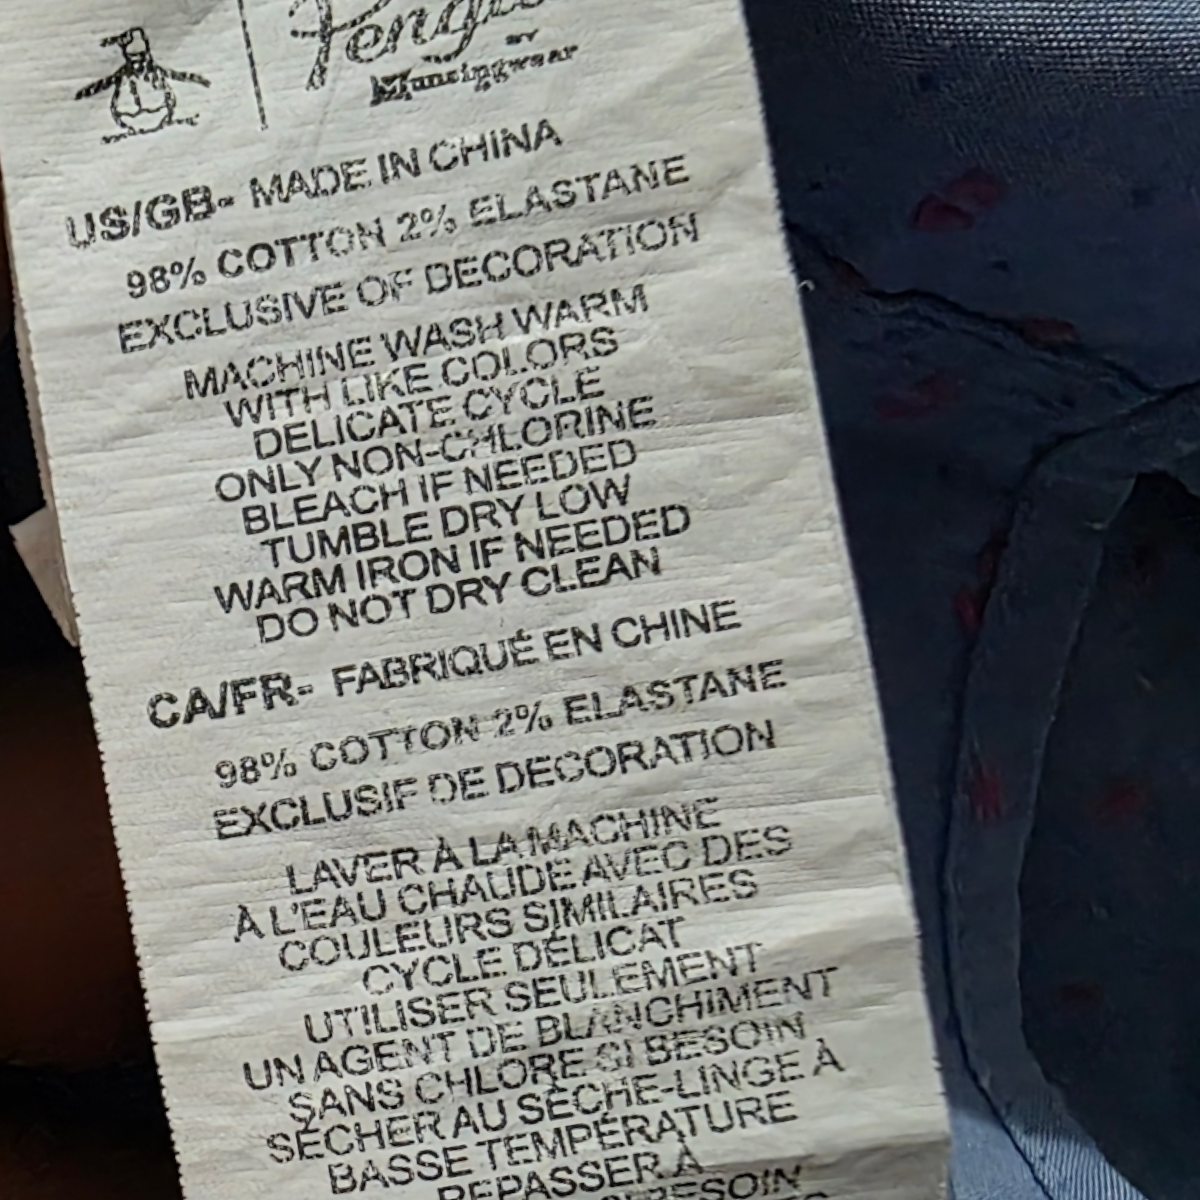 Penguin
BY
Munsingwear
US/GB- MADE IN CHINA
98% COTTON 2% ELASTANE
EXCLUSIVE OF DECORATION
MACHINE WASH WARM
WITH LIKE COLORS
DELICATE CYCLE
ONLY NON-CHLORINE
BLEACH IF NEEDED
TUMBLE DRY LOW
WARM IRON IF NEEDED
DO NOT DRY CLEAN
CA/FR- FABRIQUÉ EN CHINE
98% COTTON 2% ELASTANE
EXCLUSIF DE DECORATION
LAVER À LA MACHINE
À L'EAU CHAUDE AVEC DES
COULEURS SIMILAIRES
CYCLE DÉLICAT
UTILISER SEULEMENT
UN AGENT DE BLANCHIMENT
SANS CHLORE SI BESOIN
SÉCHER AU SÈCHE-LINGE À
BASSE TEMPÉRATURE
REPASSER À
SI BESOIN